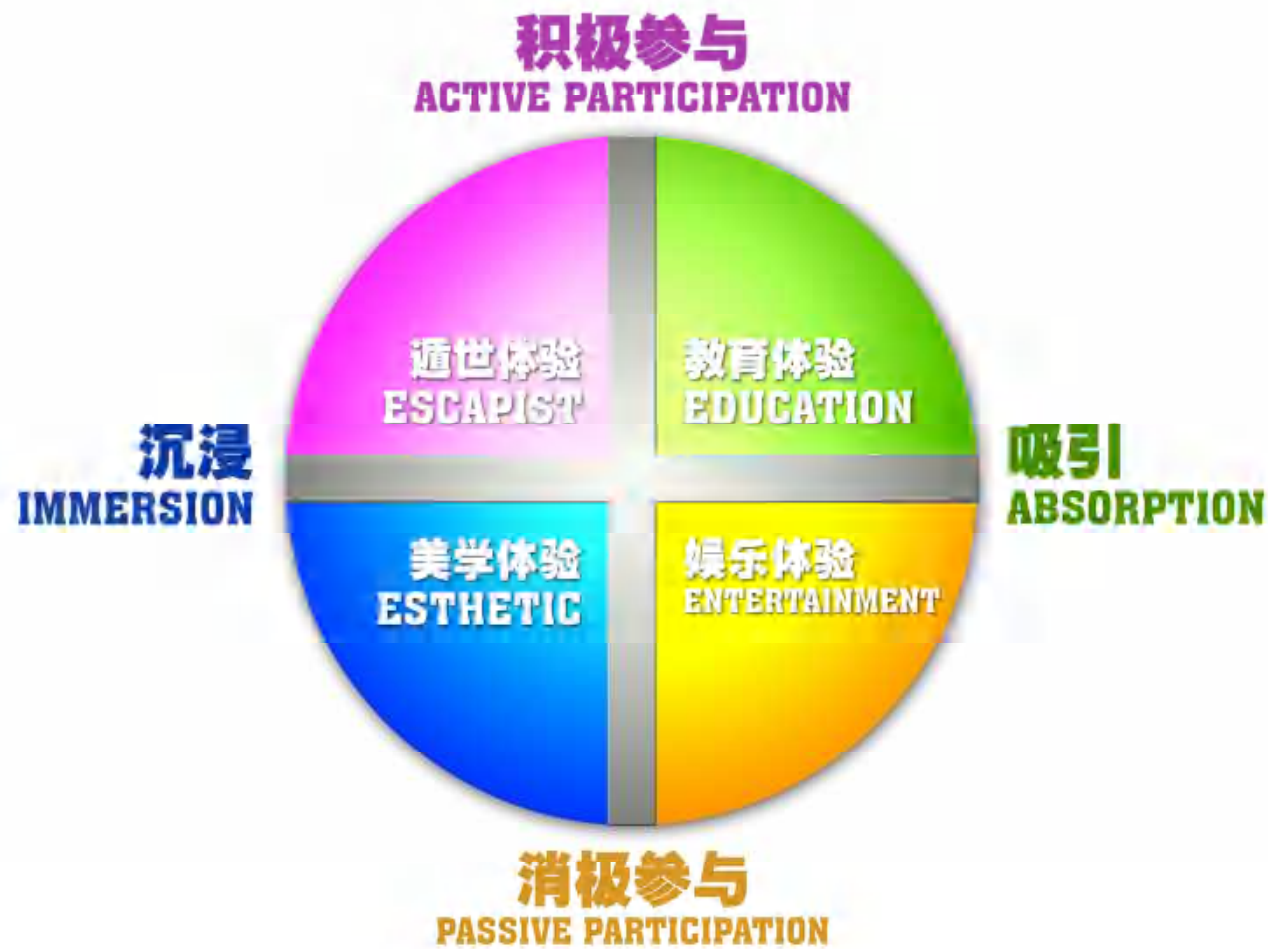 积极参与
ACTIVE PARTICIPATION
遁世体验
ESCAPIST
教育体验
EDUCATION
沉浸
IMMERSION
吸引
ABSORPTION
美学体验
ESTHETIC
娱乐体验
ENTERTAINMENT
消极参与
PASSIVE PARTICIPATION